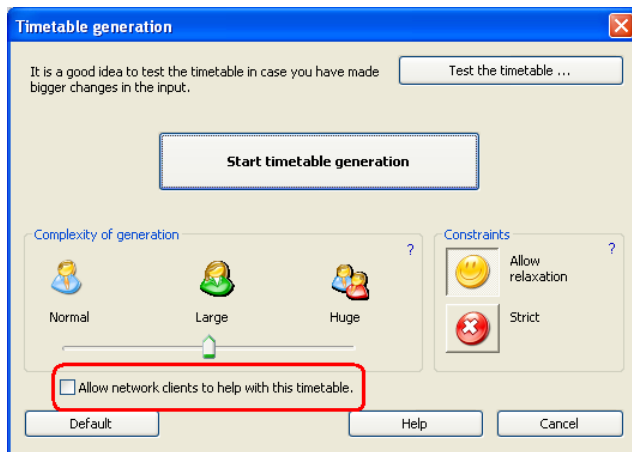 Timetable generation
It is a good idea to test the timetable in case you have made
bigger changes in the input.
Test the timetable ...
Start timetable generation
Complexity of generation
?
Normal
Large
Huge
Constraints
?
Allow
relaxation
Strict
Allow network clients to help with this timetable.
Default
Help
Cancel